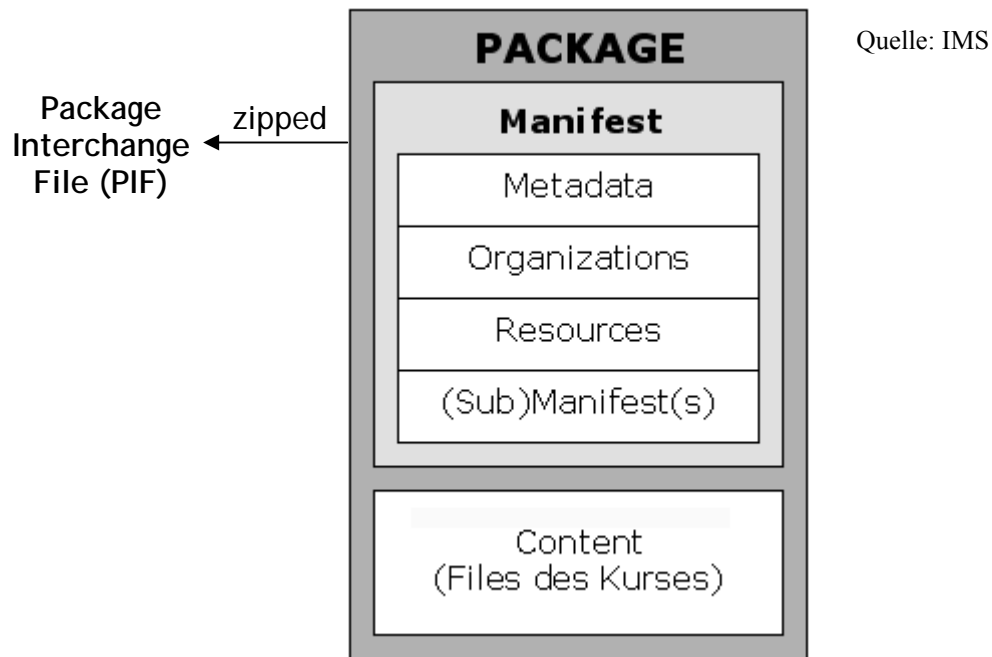 PACKAGE
Quelle: IMS
Package
Interchange
File (PIF)
zipped
Manifest
Metadata
Organizations
Resources
(Sub)Manifest(s)
Content
(Files des Kurses)